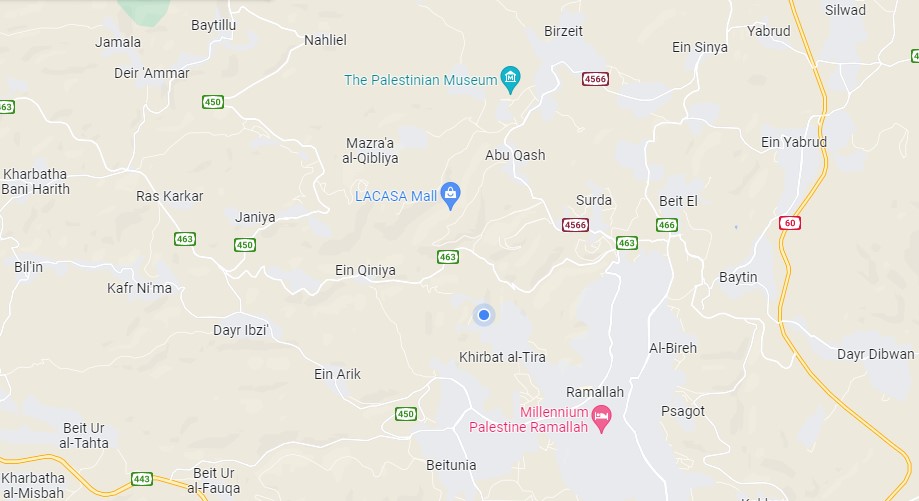 Silwad
Baytillu
Birzeit
Yabrud
Jamala
Nahliel
Ein Sinya
Deir 'Ammar
The Palestinian Museum
4566
450
Mazra'a
al-Qibliya
Ein Yabrud
Abu Qash
Kharbatha
Bani Harith
Ras Karkar
LACASA Mall
Surda
Beit El
Janiya
4566
466
60
463
450
463
463
Bil'in
Ein Qiniya
Baytin
Kafr Ni'ma
Dayr Ibzi'
Khirbat al-Tira
Al-Bireh
Dayr Dibwan
Ein Arik
Ramallah
450
Millennium
Palestine Ramallah
Psagot
Beit Ur
al-Tahta
Beitunia
Kharbatha
al-Misbah
443
Beit Ur
al-Fauqa